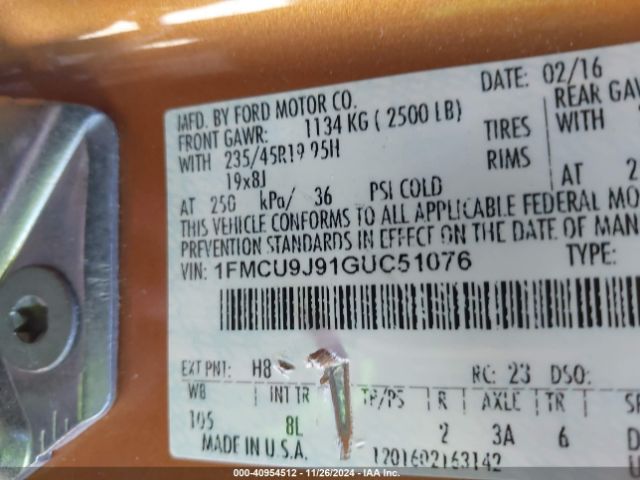 DATE: 02/16
MFD. BY FORD MOTOR CO.
FRONT GAWR: 1134 KG ( 2500 LB)
REAR GAW
WITH 235/45R19 95H TIRES WITH
19x8J RIMS
AT 250 kPa/ 36 PSI COLD AT 2
THIS VEHICLE CONFORMS TO ALL APPLICABLE FEDERAL MO
PREVENTION STANDARDS IN EFFECT ON THE DATE OF MAN
VIN: 1FMCU9J91GUC51076 TYPE:
EXT PNT: H8 RC: 23 DSO:
WB INT TR TP/PS R AXLE TR
105 8L 2 3A 6
MADE IN U.S.A. 1201602163142
000-40954512 - 11/26/2024 - IAAI.COM